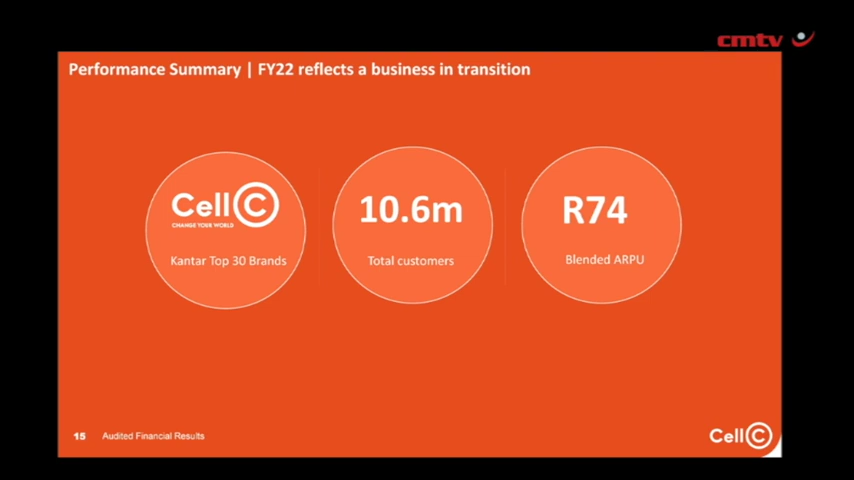 cmtv
Performance Summary | FY22 reflects a business in transition
Cell C
CHANGE YOUR WORLD
Kantar Top 30 Brands
10.6m
Total customers
R74
Blended ARPU
15 Audited Financial Results
Cell C